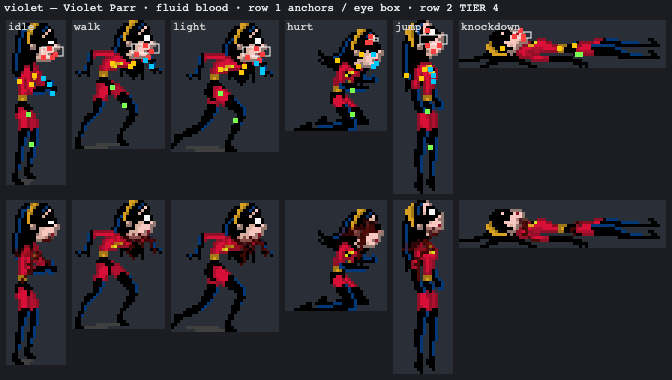 violet — Violet Parr · fluid blood · row 1 anchors / eye box · row 2 TIER 4
idle walk light hurt jump knockdown